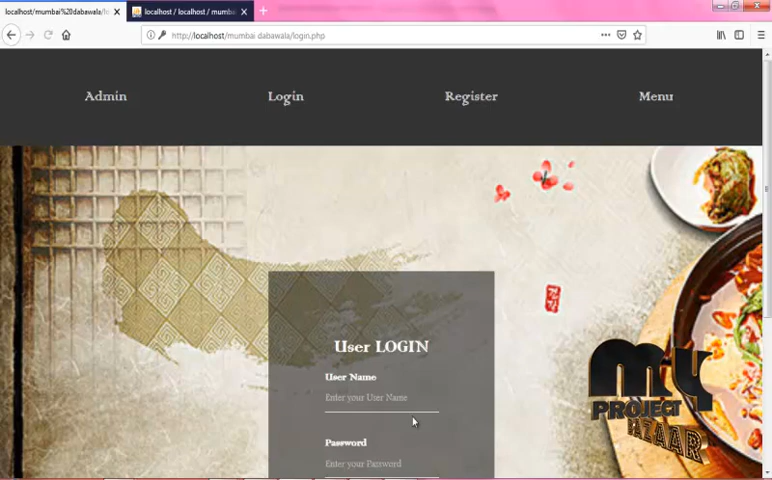 localhost/mumbai%20dabawala/l
localhost / localhost / mumba
http://localhost/mumbai dabawala/login.php
Admin
Login
Register
Menu
User LOGIN
User Name
Enter your User Name
Password
Enter your Password
my
PROJECT
BAZAAR